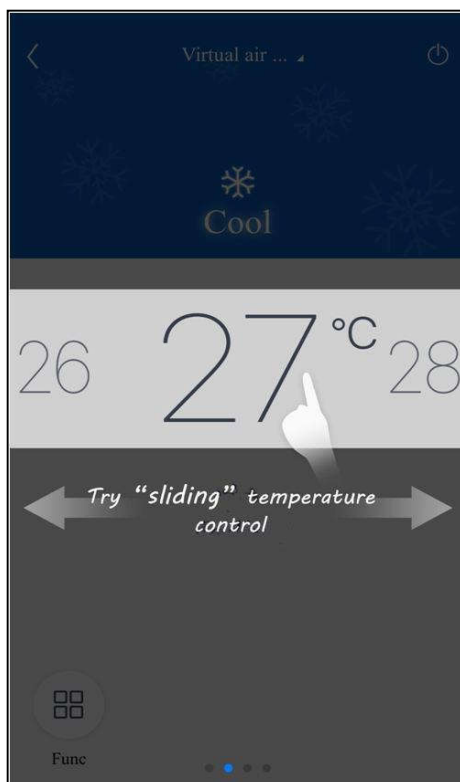 Virtual air ...
Cool
26 27 °C 28
Try “sliding” temperature
control
Func